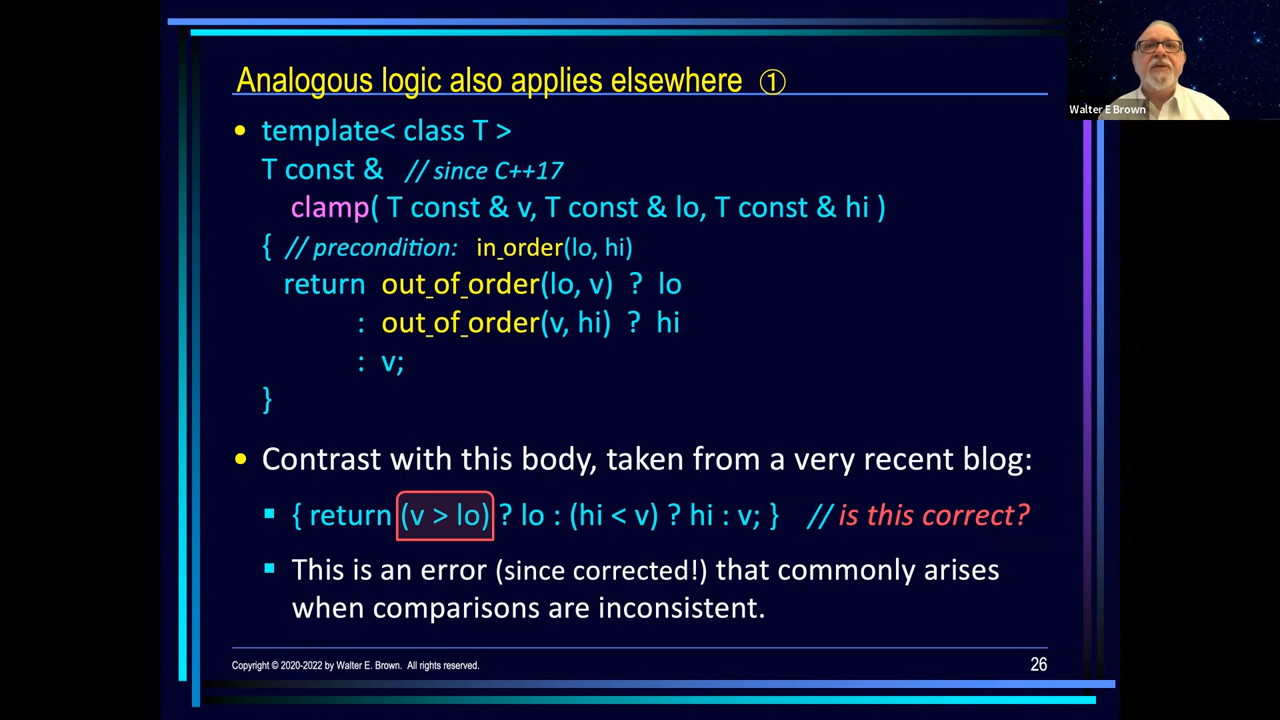 Analogous logic also applies elsewhere ①
• template< class T >
T const & // since C++17
clamp( T const & v, T const & lo, T const & hi )
{ // precondition: in_order(lo, hi)
return out_of_order(lo, v) ? lo
: out_of_order(v, hi) ? hi
: v;
}
• Contrast with this body, taken from a very recent blog:
▪ { return (v > lo) ? lo : (hi < v) ? hi : v; } // is this correct?
▪ This is an error (since corrected!) that commonly arises
when comparisons are inconsistent.
Copyright © 2020-2022 by Walter E. Brown. All rights reserved.
26
Walter E Brown